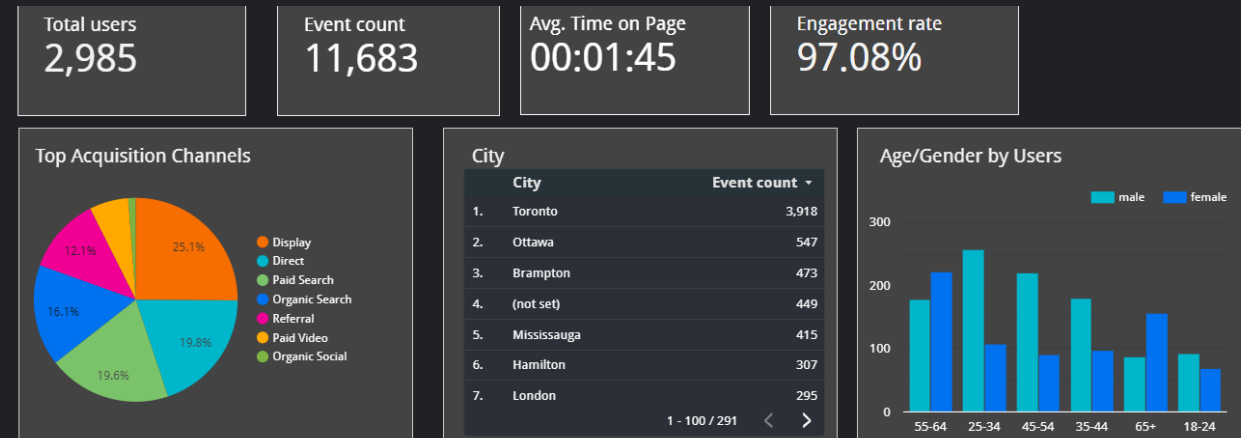 Total users
2,985
Event count
11,683
Avg. Time on Page
00:01:45
Engagement rate
97.08%
Top Acquisition Channels
25.1%
19.8%
19.6%
16.1%
12.1%
Display
Direct
Paid Search
Organic Search
Referral
Paid Video
Organic Social
City
City Event count
1. Toronto 3,918
2. Ottawa 547
3. Brampton 473
4. (not set) 449
5. Mississauga 415
6. Hamilton 307
7. London 295
1 - 100 / 291
Age/Gender by Users
male female
300
200
100
0
55-64 25-34 45-54 35-44 65+ 18-24